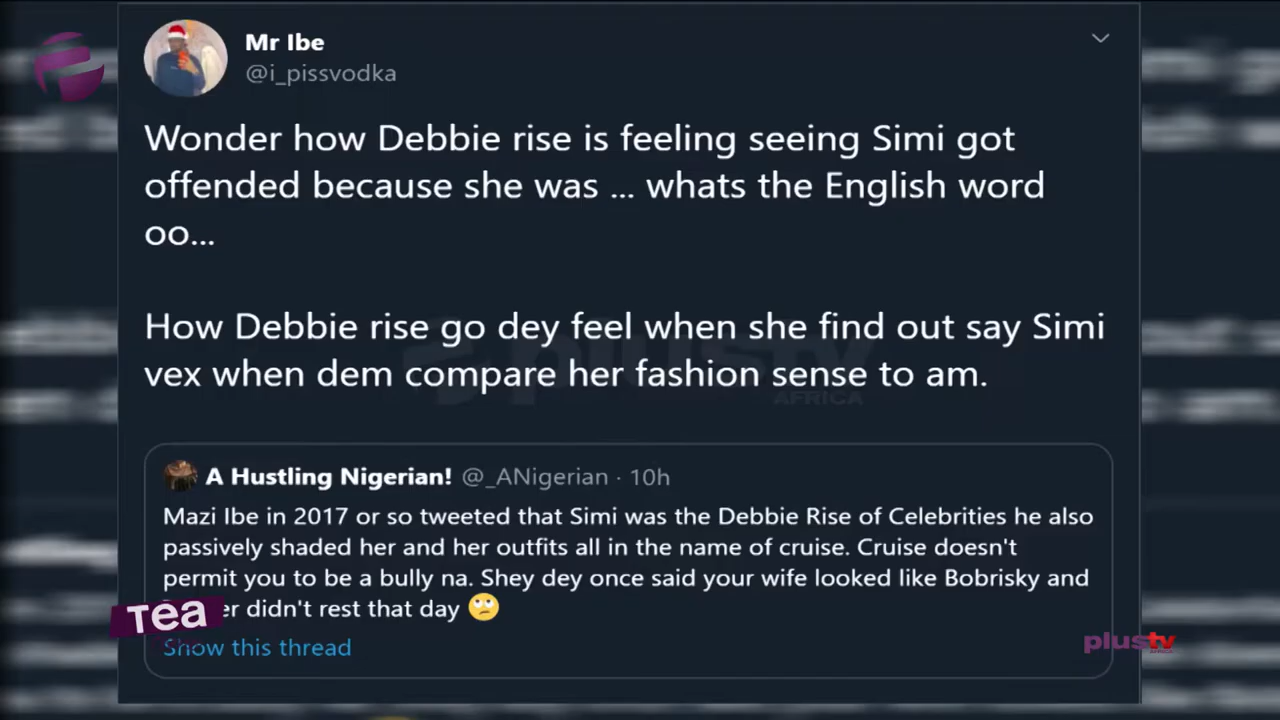 Mr Ibe
@i_pissvodka
Wonder how Debbie rise is feeling seeing Simi got
offended because she was ... whats the English word
oo...
How Debbie rise go dey feel when she find out say Simi
vex when dem compare her fashion sense to am.
A Hustling Nigerian! @_ANigerian · 10h
Mazi Ibe in 2017 or so tweeted that Simi was the Debbie Rise of Celebrities he also
passively shaded her and her outfits all in the name of cruise. Cruise doesn't
permit you to be a bully na. Shey dey once said your wife looked like Bobrisky and
er didn't rest that day 🙄
Show this thread
Tea
plustv
AFRICA
plustv